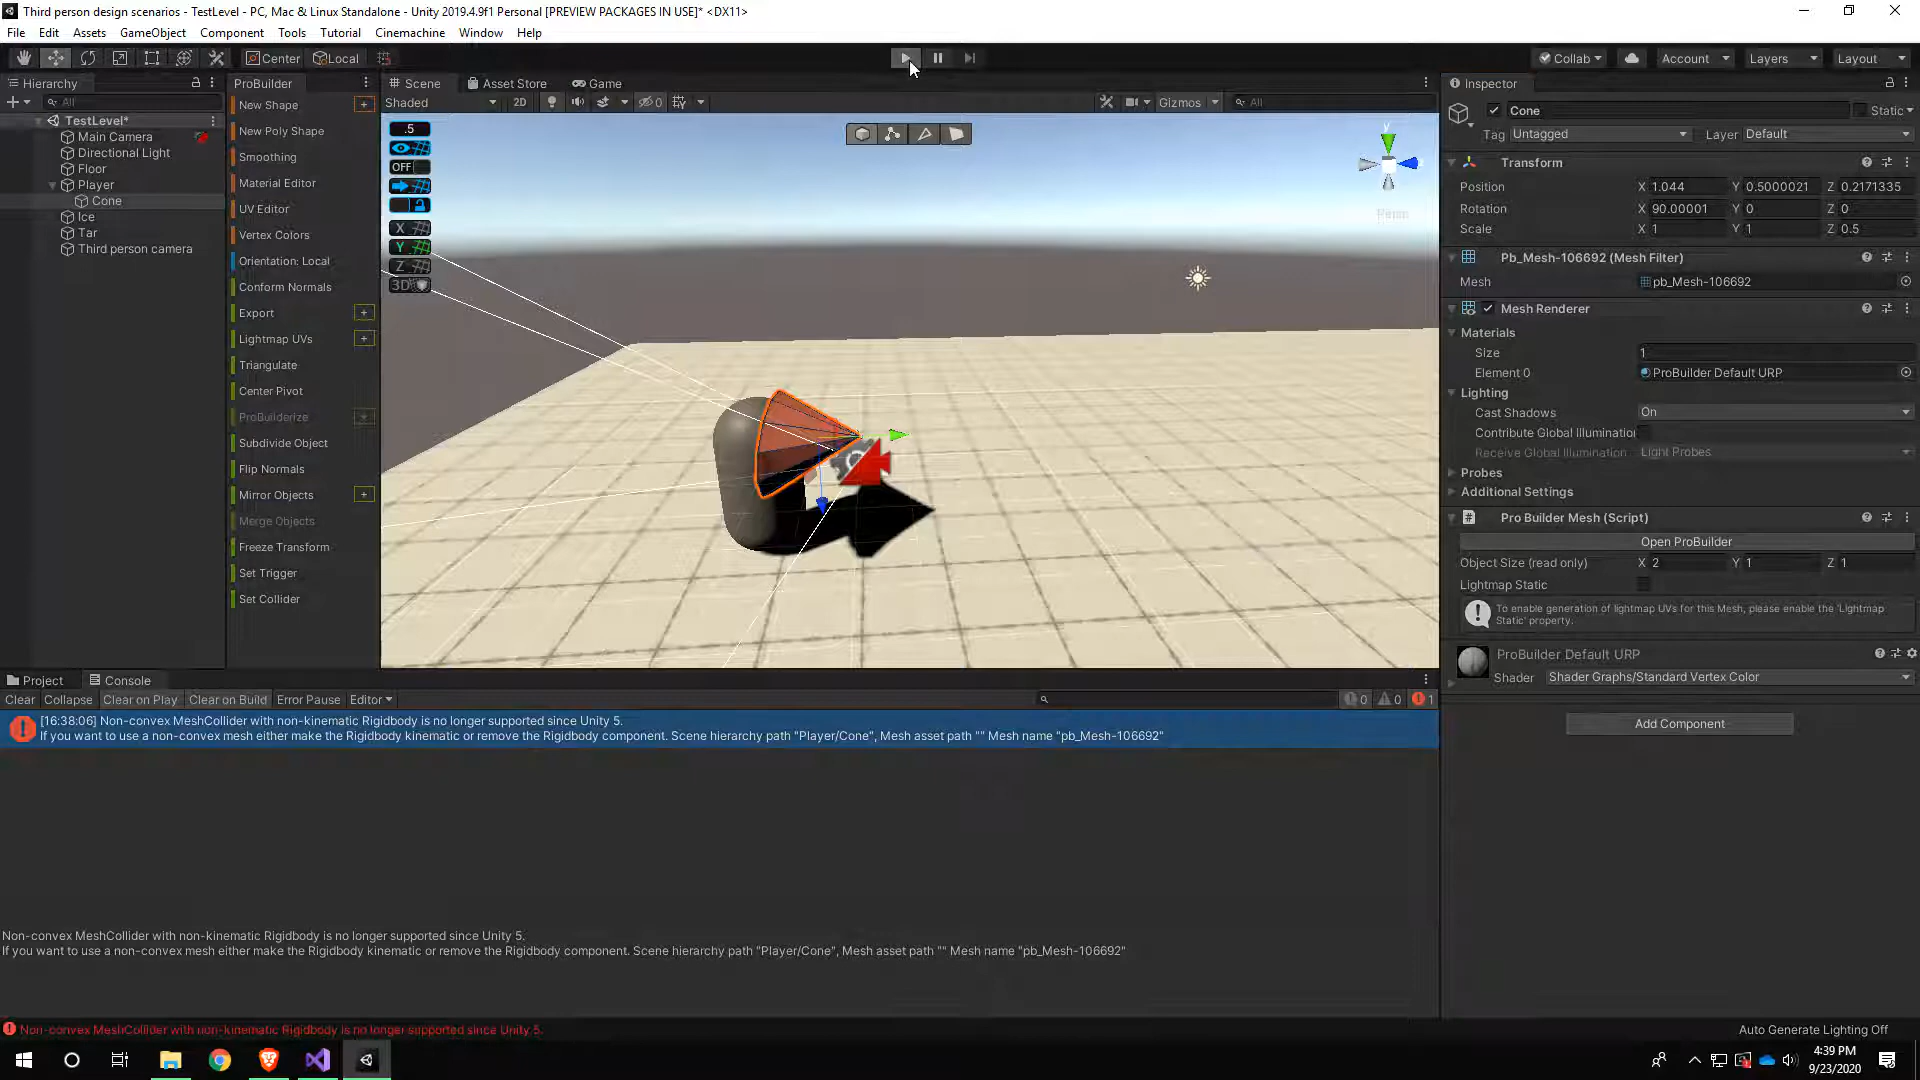 Third person design scenarios - TestLevel - PC, Mac & Linux Standalone - Unity 2019.4.9f1 Personal [PREVIEW PACKAGES IN USE]* <DX11>
File Edit Assets GameObject Component Tools Tutorial Cinemachine Window Help
Center Local Collab Account Layers Layout
Hierarchy
All
TestLevel*
Main Camera
Directional Light
Floor
Player
Cone
Ice
Tar
Third person camera
ProBuilder
New Shape
New Poly Shape
Smoothing
Material Editor
UV Editor
Vertex Colors
Orientation: Local
Conform Normals
Export
Lightmap UVs
Triangulate
Center Pivot
ProBuilderize
Subdivide Object
Flip Normals
Mirror Objects
Merge Objects
Freeze Transform
Set Trigger
Set Collider
Scene Asset Store Game
Shaded 2D 0 Gizmos All
.5
OFF
X
Y
Z
3D
y
Persp
Inspector
Cone Static
Tag Untagged Layer Default
Transform
Position X 1.044 Y 0.5000021 Z 0.2171335
Rotation X 90.00001 Y 0 Z 0
Scale X 1 Y 1 Z 0.5
Pb_Mesh-106692 (Mesh Filter)
Mesh pb_Mesh-106692
Mesh Renderer
Materials
Size 1
Element 0 ProBuilder Default URP
Lighting
Cast Shadows On
Contribute Global Illuminatior
Receive Global Illumination Light Probes
Probes
Additional Settings
Pro Builder Mesh (Script)
Open ProBuilder
Object Size (read only) X 2 Y 1 Z 1
Lightmap Static
To enable generation of lightmap UVs for this Mesh, please enable the 'Lightmap
Static' property.
ProBuilder Default URP
Shader Shader Graphs/Standard Vertex Color
Add Component
Project Console
Clear Collapse Clear on Play Clear on Build Error Pause Editor 0 0 1
[16:38:06] Non-convex MeshCollider with non-kinematic Rigidbody is no longer supported since Unity 5.
If you want to use a non-convex mesh either make the Rigidbody kinematic or remove the Rigidbody component. Scene hierarchy path "Player/Cone", Mesh asset path "" Mesh name "pb_Mesh-106692"
Non-convex MeshCollider with non-kinematic Rigidbody is no longer supported since Unity 5.
If you want to use a non-convex mesh either make the Rigidbody kinematic or remove the Rigidbody component. Scene hierarchy path "Player/Cone", Mesh asset path "" Mesh name "pb_Mesh-106692"
Non-convex MeshCollider with non-kinematic Rigidbody is no longer supported since Unity 5.
Auto Generate Lighting Off
4:39 PM
9/23/2020